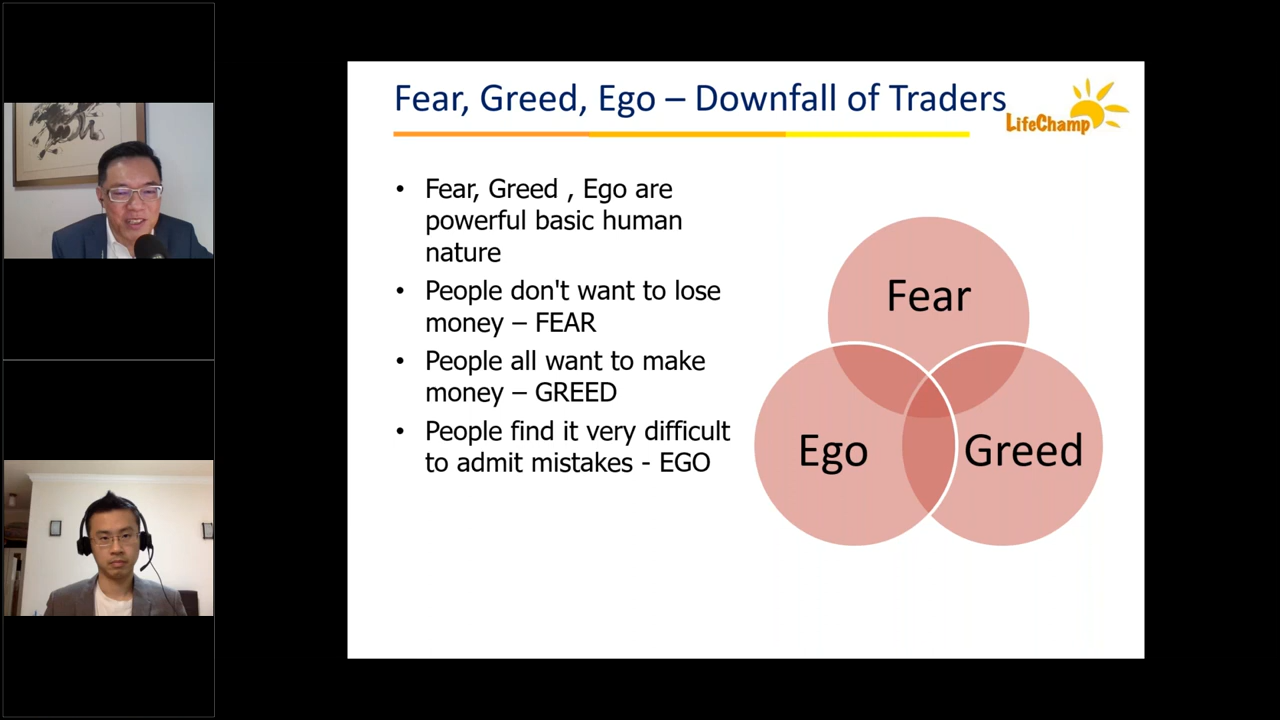 Fear, Greed, Ego – Downfall of Traders
LifeChamp
• Fear, Greed , Ego are
powerful basic human
nature
• People don't want to lose
money – FEAR
• People all want to make
money – GREED
• People find it very difficult
to admit mistakes - EGO
Fear
Ego
Greed